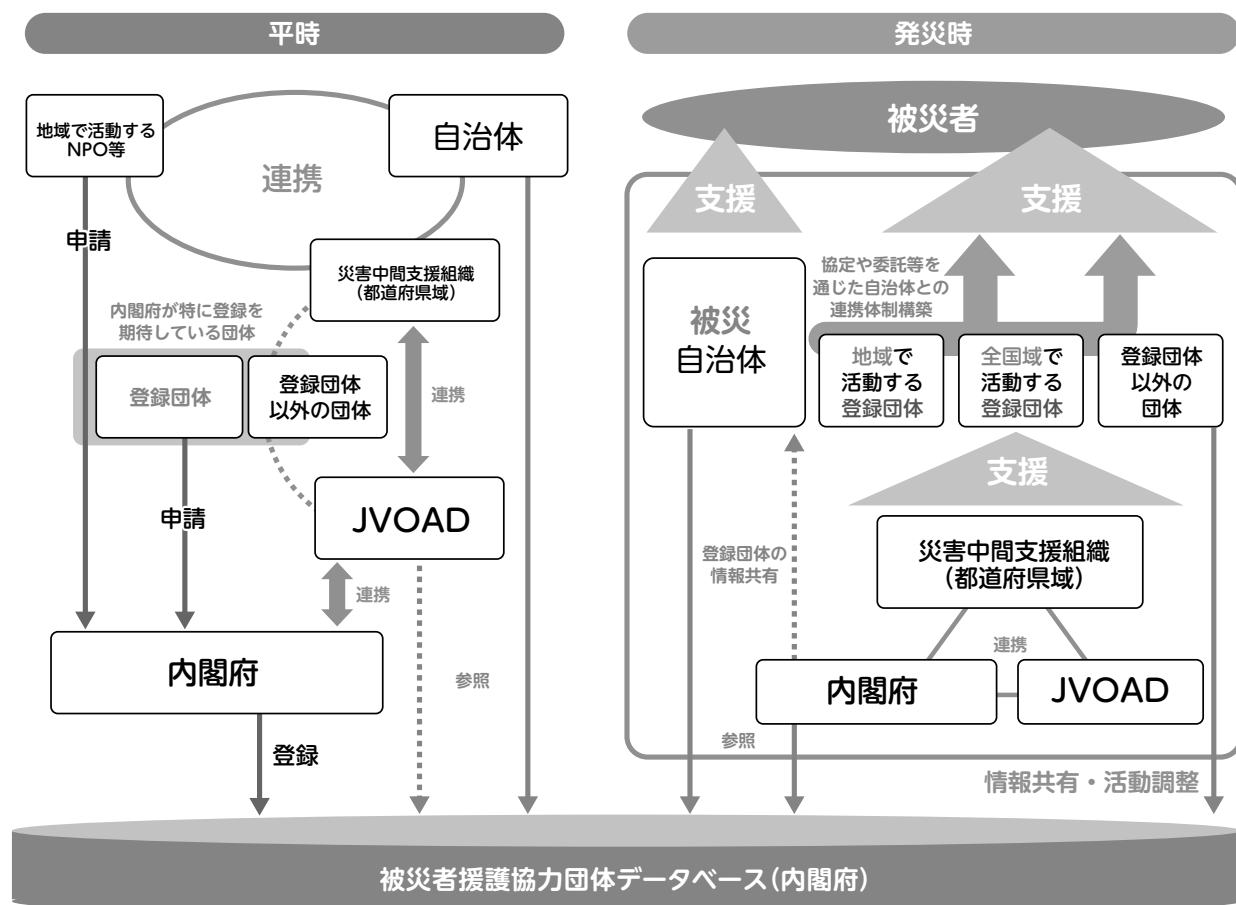 平時
地域で活動する
NPO等
自治体
連携
申請
災害中間支援組織
(都道府県域)
内閣府が特に登録を
期待している団体
登録団体
登録団体
以外の団体
連携
申請
JVOAD
連携
内閣府
参照
登録
発災時
被災者
支援
支援
協定や委託等を
通じた自治体との
連携体制構築
被災
自治体
地域で
活動する
登録団体
全国域で
活動する
登録団体
登録団体
以外の
団体
支援
登録団体の
情報共有
災害中間支援組織
(都道府県域)
連携
内閣府
JVOAD
参照
情報共有・活動調整
被災者援護協力団体データベース(内閣府)